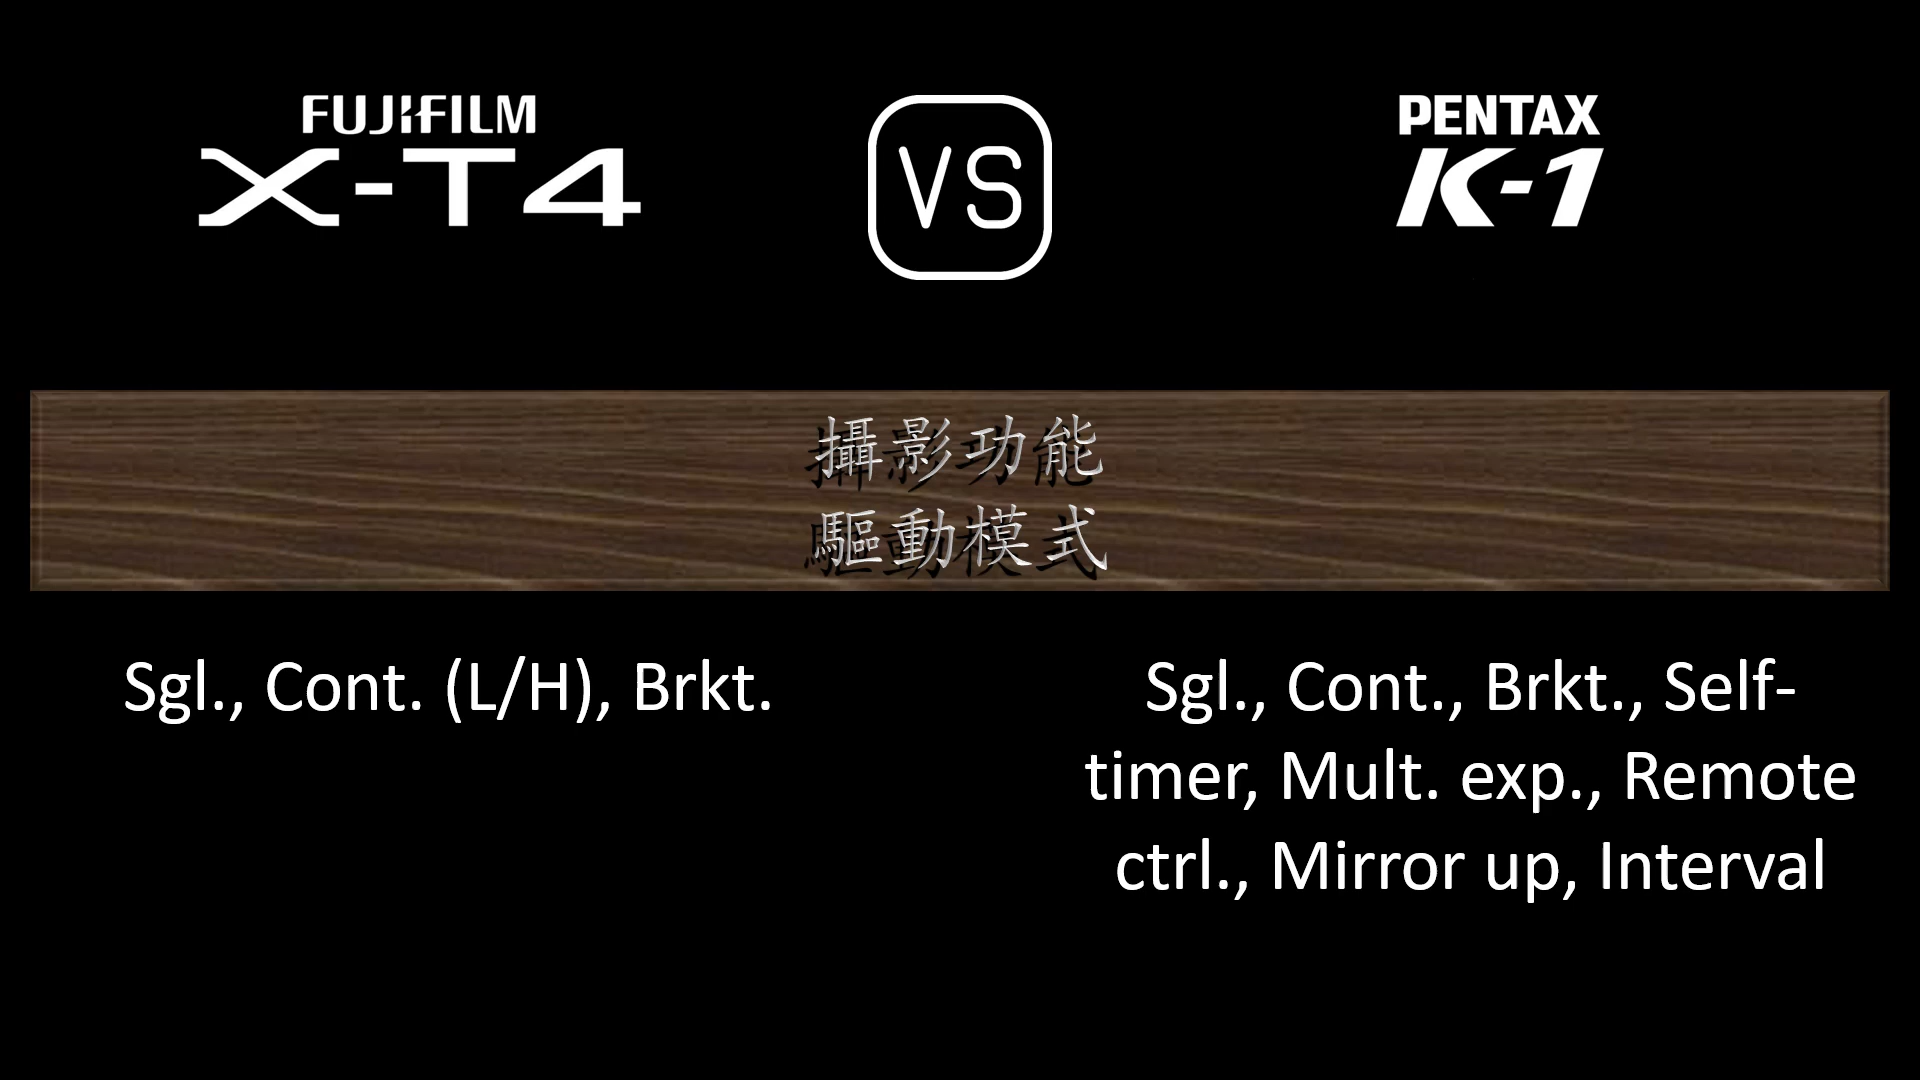 FUJIFILM
X-T4
VS
PENTAX
K-1
攝影功能
驅動模式
Sgl., Cont. (L/H), Brkt.
Sgl., Cont., Brkt., Self-
timer, Mult. exp., Remote
ctrl., Mirror up, Interval